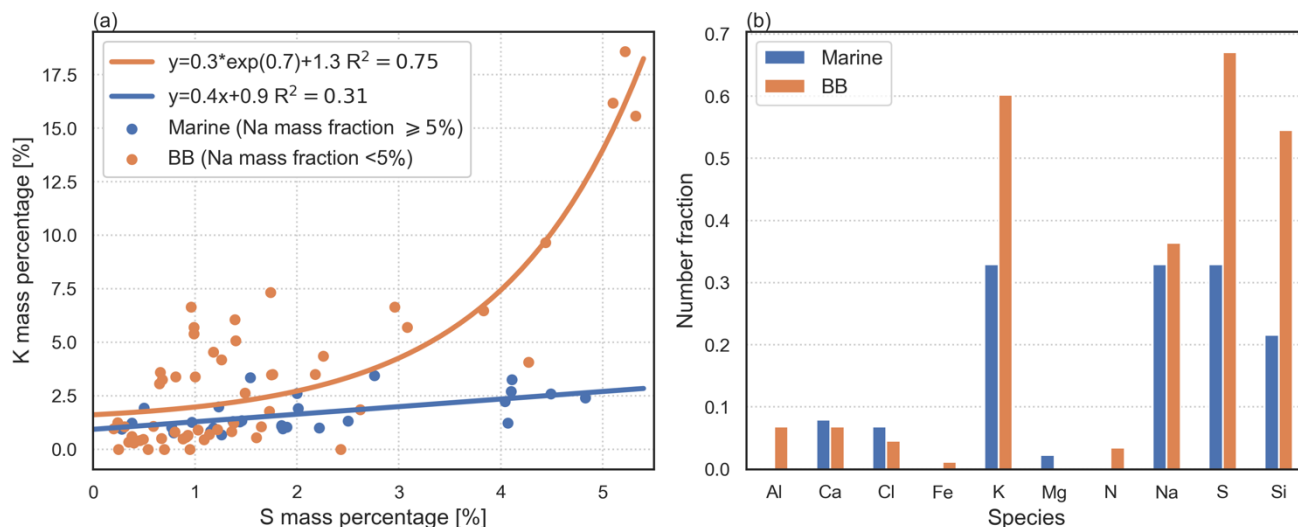 (a)
y=0.3*exp(0.7)+1.3 R² = 0.75
y=0.4x+0.9 R² = 0.31
Marine (Na mass fraction ⩾ 5%)
BB (Na mass fraction <5%)
K mass percentage [%]
17.5
15.0
12.5
10.0
7.5
5.0
2.5
0.0
0 1 2 3 4 5
S mass percentage [%]
(b)
Marine
BB
Number fraction
0.7
0.6
0.5
0.4
0.3
0.2
0.1
0.0
Al Ca Cl Fe K Mg N Na S Si
Species